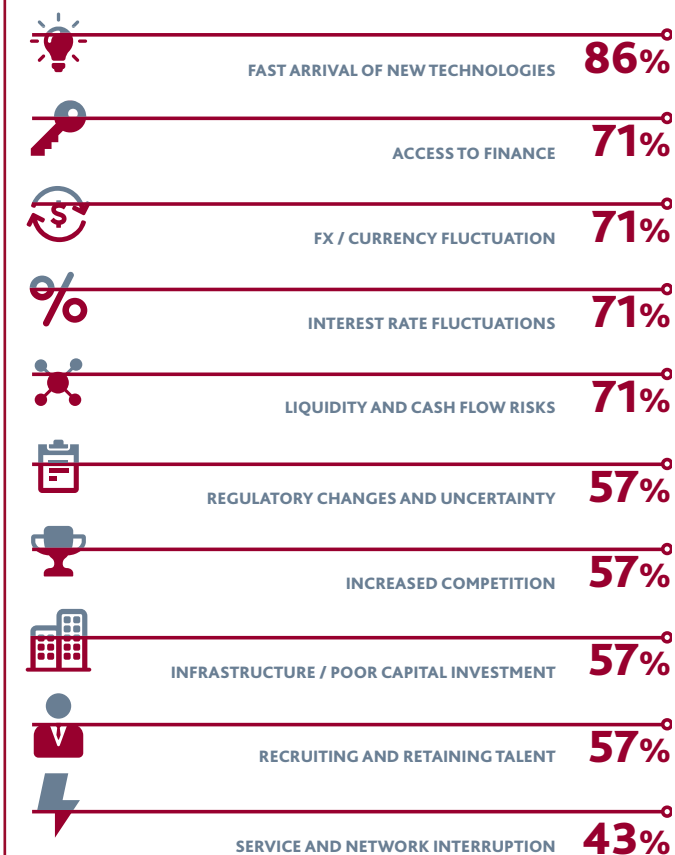 FAST ARRIVAL OF NEW TECHNOLOGIES 86%
ACCESS TO FINANCE 71%
$
FX / CURRENCY FLUCTUATION 71%
%
INTEREST RATE FLUCTUATIONS 71%
LIQUIDITY AND CASH FLOW RISKS 71%
REGULATORY CHANGES AND UNCERTAINTY 57%
INCREASED COMPETITION 57%
INFRASTRUCTURE / POOR CAPITAL INVESTMENT 57%
RECRUITING AND RETAINING TALENT 57%
SERVICE AND NETWORK INTERRUPTION 43%